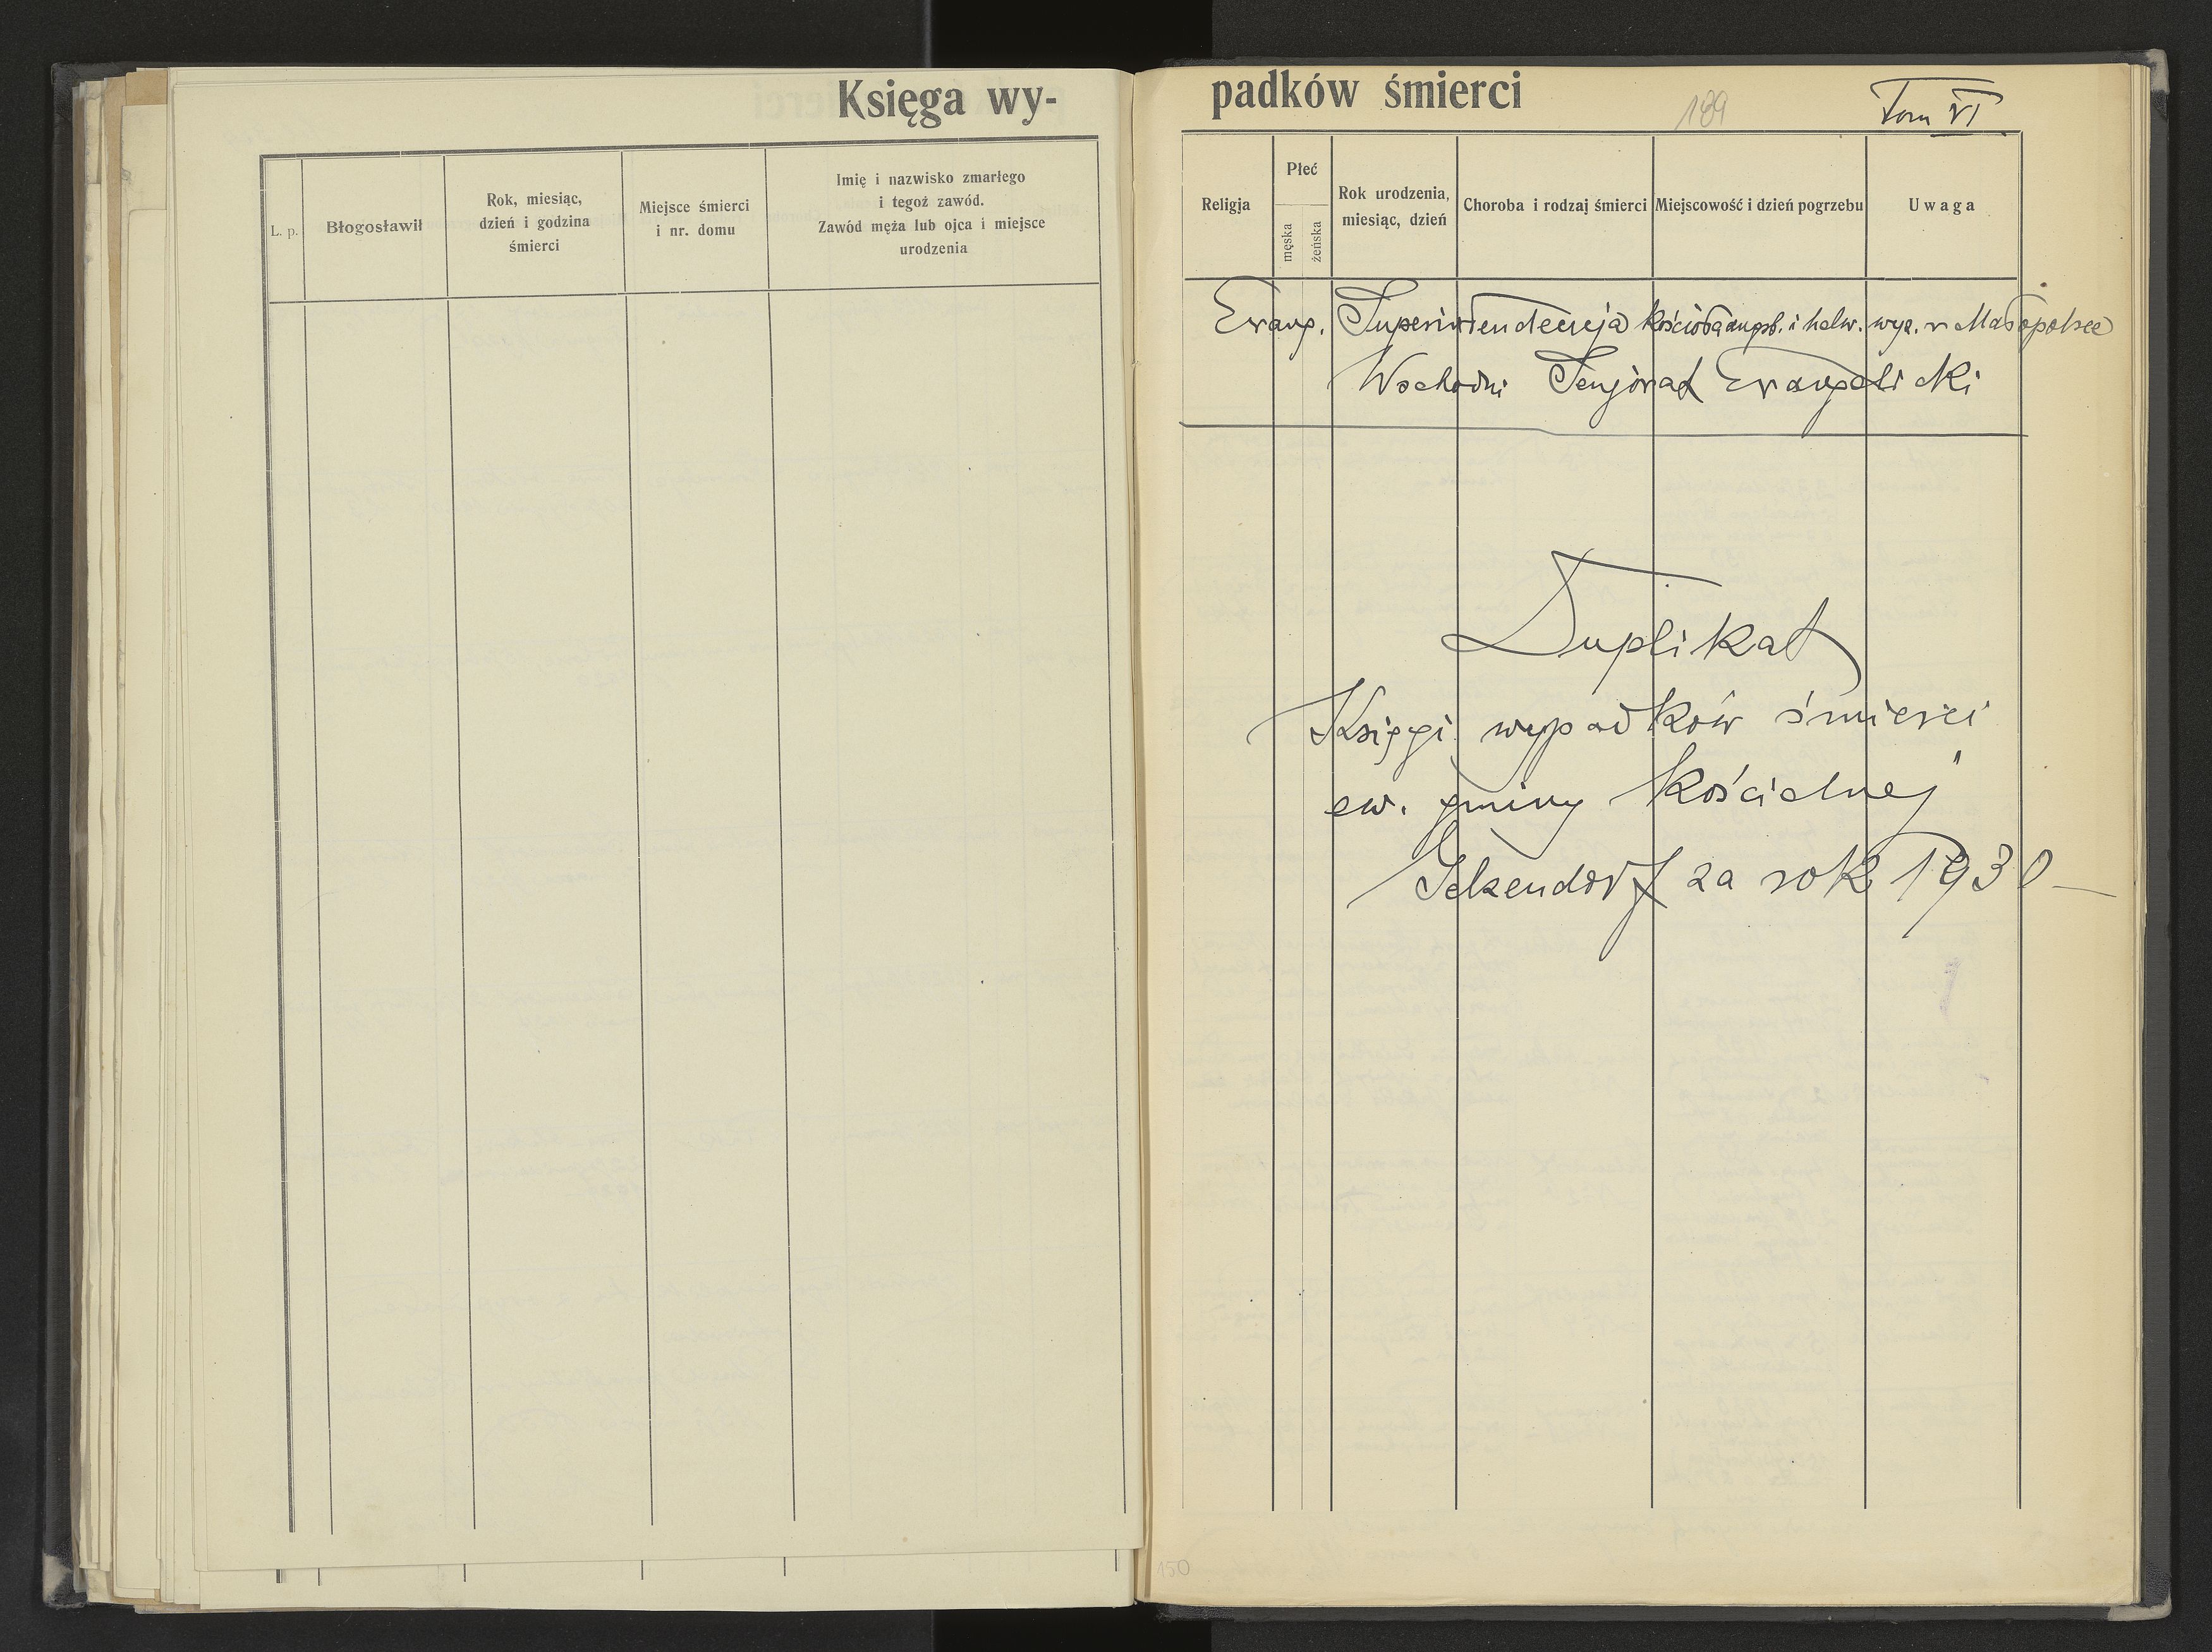 Księga wy-
L. p.
Błogosławił
Rok, miesiąc,
dzień i godzina
śmierci
Miejsce śmierci
i nr. domu
Imię i nazwisko zmarłego
i tegoż zawód.
Zawód męża lub ojca i miejsce
urodzenia
padków śmierci
189
Tom VI
Religja
Płeć
męska
żeńska
Rok urodzenia,
miesiąc, dzień
Choroba i rodzaj śmierci
Miejscowość i dzień pogrzebu
Uwaga
Ewang. Superintendencja kościoła augsb. i helw. wyz. w Małopolsce
Wschodni Senjorat Ewangelicki
Duplikat
Księgi wypadków śmierci
ew. gminy kościelnej
Gelsendorf za rok 1930
150